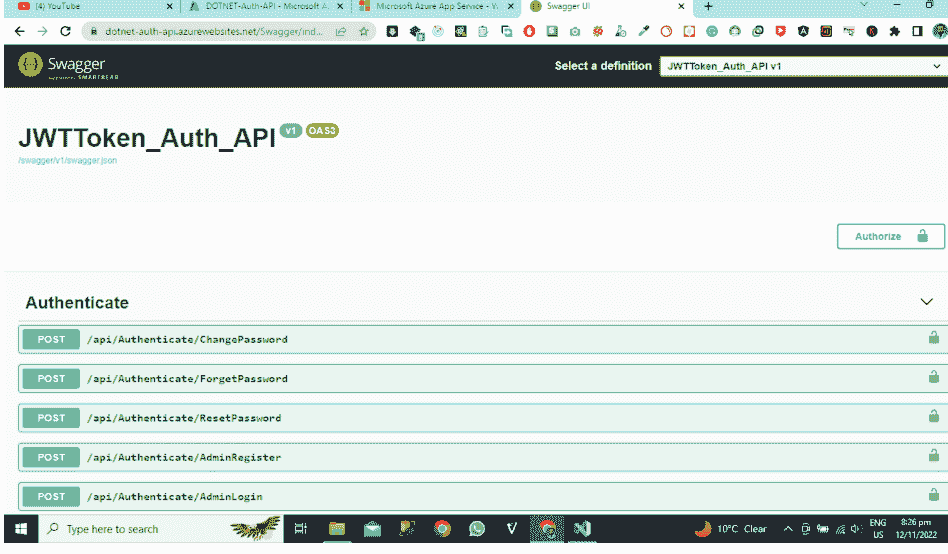 (4) YouTube
DOTNET-Auth-API - Microsoft A
Microsoft Azure App Service - W
Swagger UI
dotnet-auth-api.azurewebsites.net/Swagger/ind...
Swagger
SMARTBEAR
Select a definition
JWTToken_Auth_API v1
JWTToken_Auth_API
v1
OAS3
/swagger/v1/swagger.json
Authorize
Authenticate
POST /api/Authenticate/ChangePassword
POST /api/Authenticate/ForgetPassword
POST /api/Authenticate/ResetPassword
POST /api/Authenticate/AdminRegister
POST /api/Authenticate/AdminLogin
Type here to search
10°C Clear
ENG
US
8:26 pm
12/11/2022